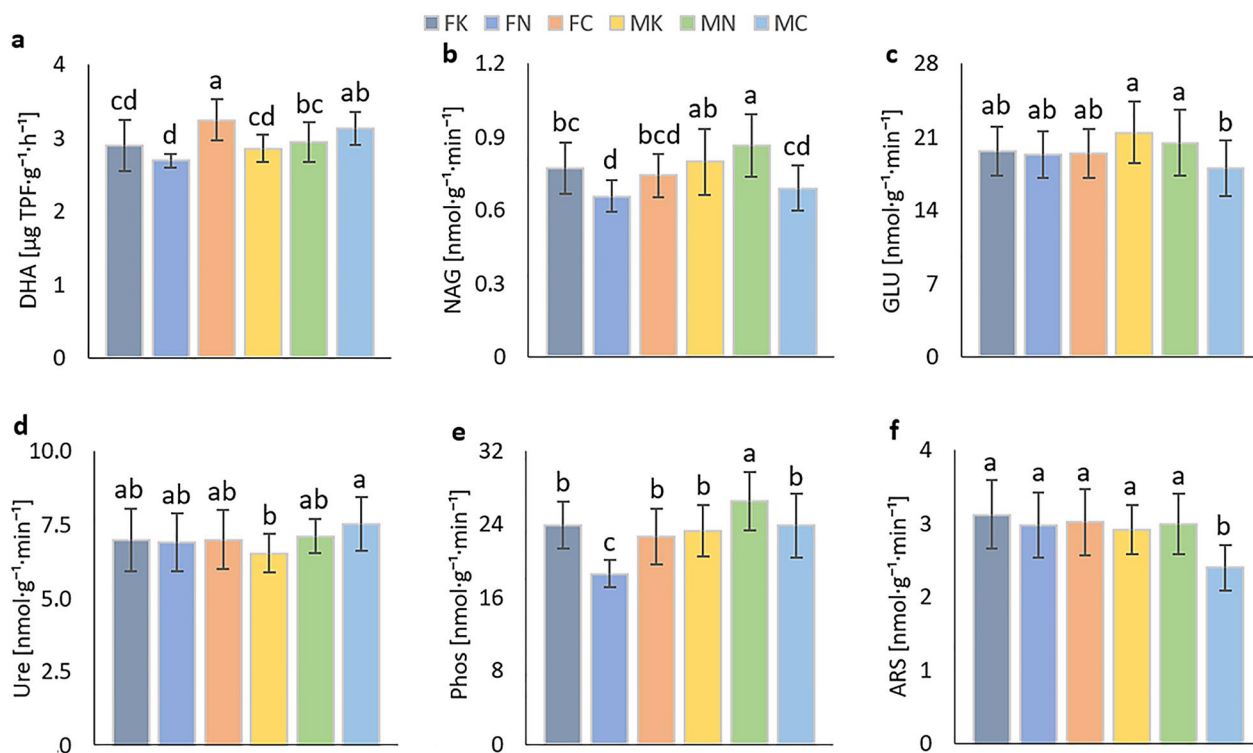 FK FN FC MK MN MC
a
DHA [µg TPF·g⁻¹·h⁻¹]
4
3
2
1
0
cd d a cd bc ab
b
NAG [nmol·g⁻¹·min⁻¹]
1.2
0.9
0.6
0.3
0
bc d bcd ab a cd
c
GLU [nmol·g⁻¹·min⁻¹]
28
21
14
7
0
ab ab ab a a b
d
Ure [nmol·g⁻¹·min⁻¹]
10.0
7.5
5.0
2.5
.0
ab ab ab b ab a
e
Phos [nmol·g⁻¹·min⁻¹]
32
24
16
8
0
b c b b a b
f
ARS [nmol·g⁻¹·min⁻¹]
4
3
2
1
0
a a a a a b